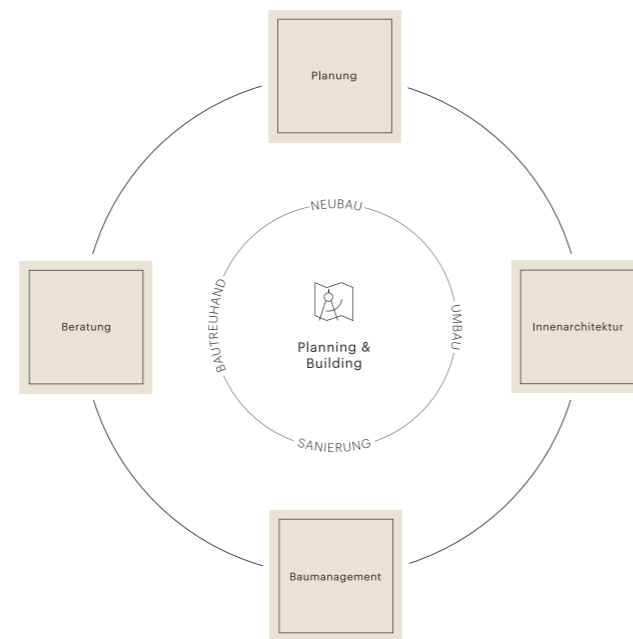 Planung
NEUBAU
BAUTREUHAND
UMBAU
Beratung
Planning &
Building
Innenarchitektur
SANIERUNG
Baumanagement